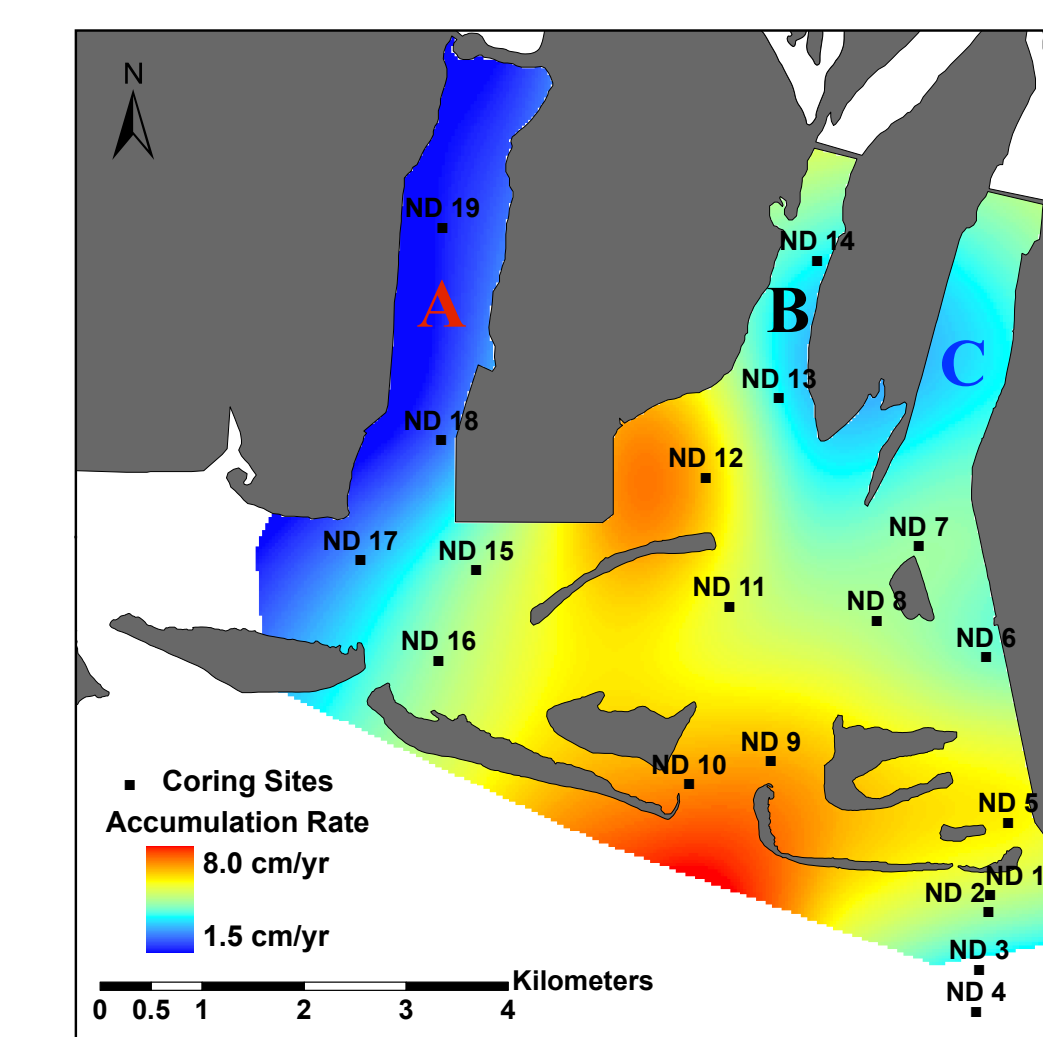 N
ND 19
ND 14
A
B
C
ND 13
ND 18
ND 12
ND 17
ND 15
ND 7
ND 11
ND 8
ND 16
ND 6
ND 9
ND 10
ND 5
ND 1
ND 2
ND 3
ND 4
Coring Sites
Accumulation Rate
8.0 cm/yr
1.5 cm/yr
Kilometers
0 0.5 1 2 3 4